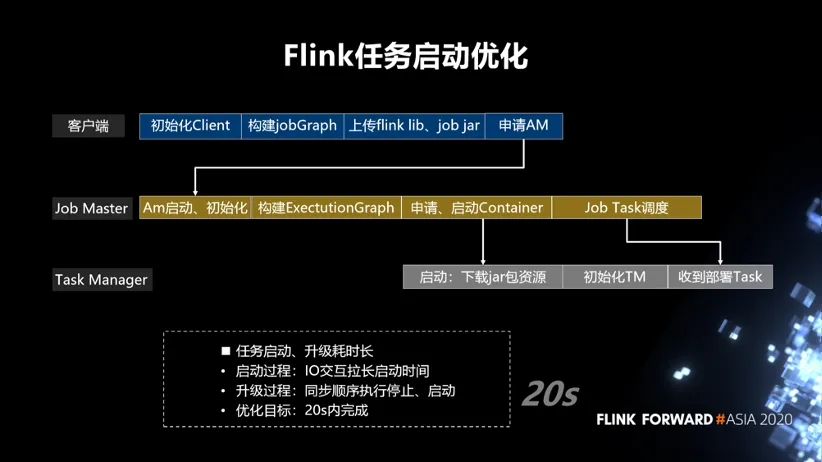 Flink任务启动优化
客户端 初始化Client 构建jobGraph 上传flink lib、job jar 申请AM
Job Master Am启动、初始化 构建ExectutionGraph 申请、启动Container Job Task调度
Task Manager 启动：下载jar包资源 初始化TM 收到部署Task
■ 任务启动、升级耗时长
• 启动过程：IO交互拉长启动时间
• 升级过程：同步顺序执行停止、启动
• 优化目标：20s内完成
20s
FLINK FORWARD #ASIA 2020